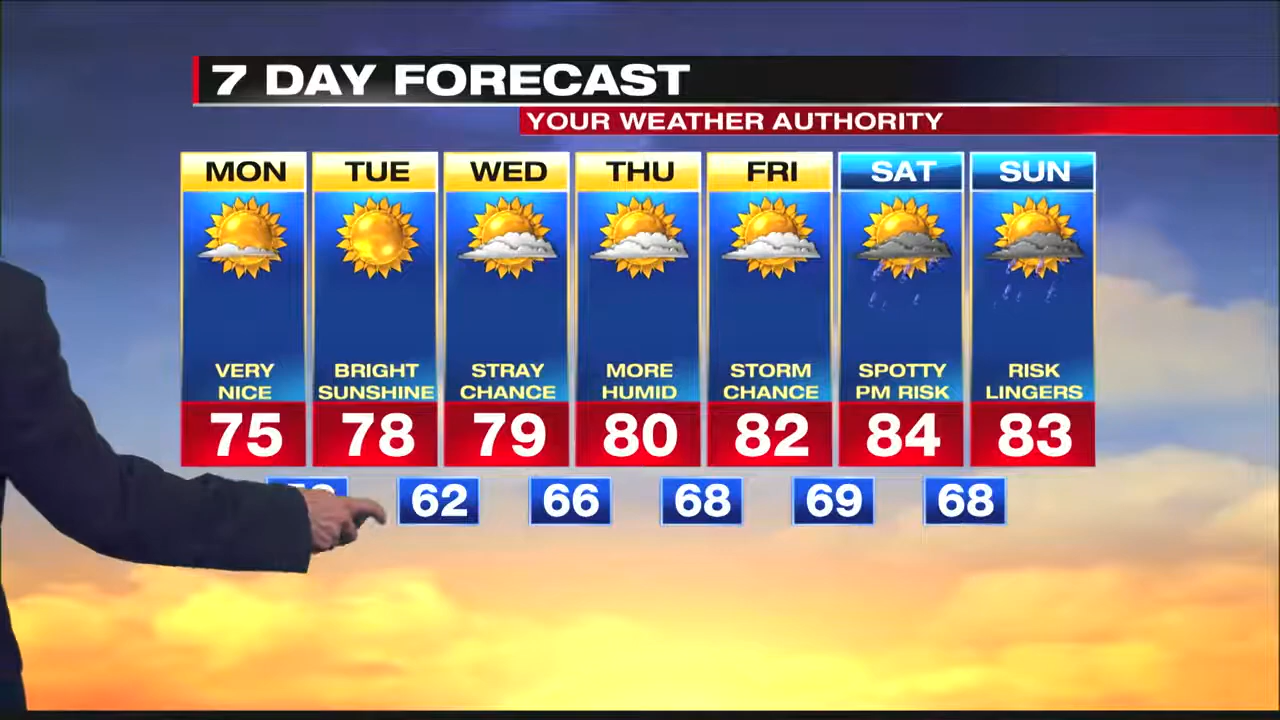 7 DAY FORECAST
YOUR WEATHER AUTHORITY
MON TUE WED THU FRI SAT SUN
VERY NICE
BRIGHT SUNSHINE
STRAY CHANCE
MORE HUMID
STORM CHANCE
SPOTTY PM RISK
RISK LINGERS
75 78 79 80 82 84 83
62 66 68 69 68